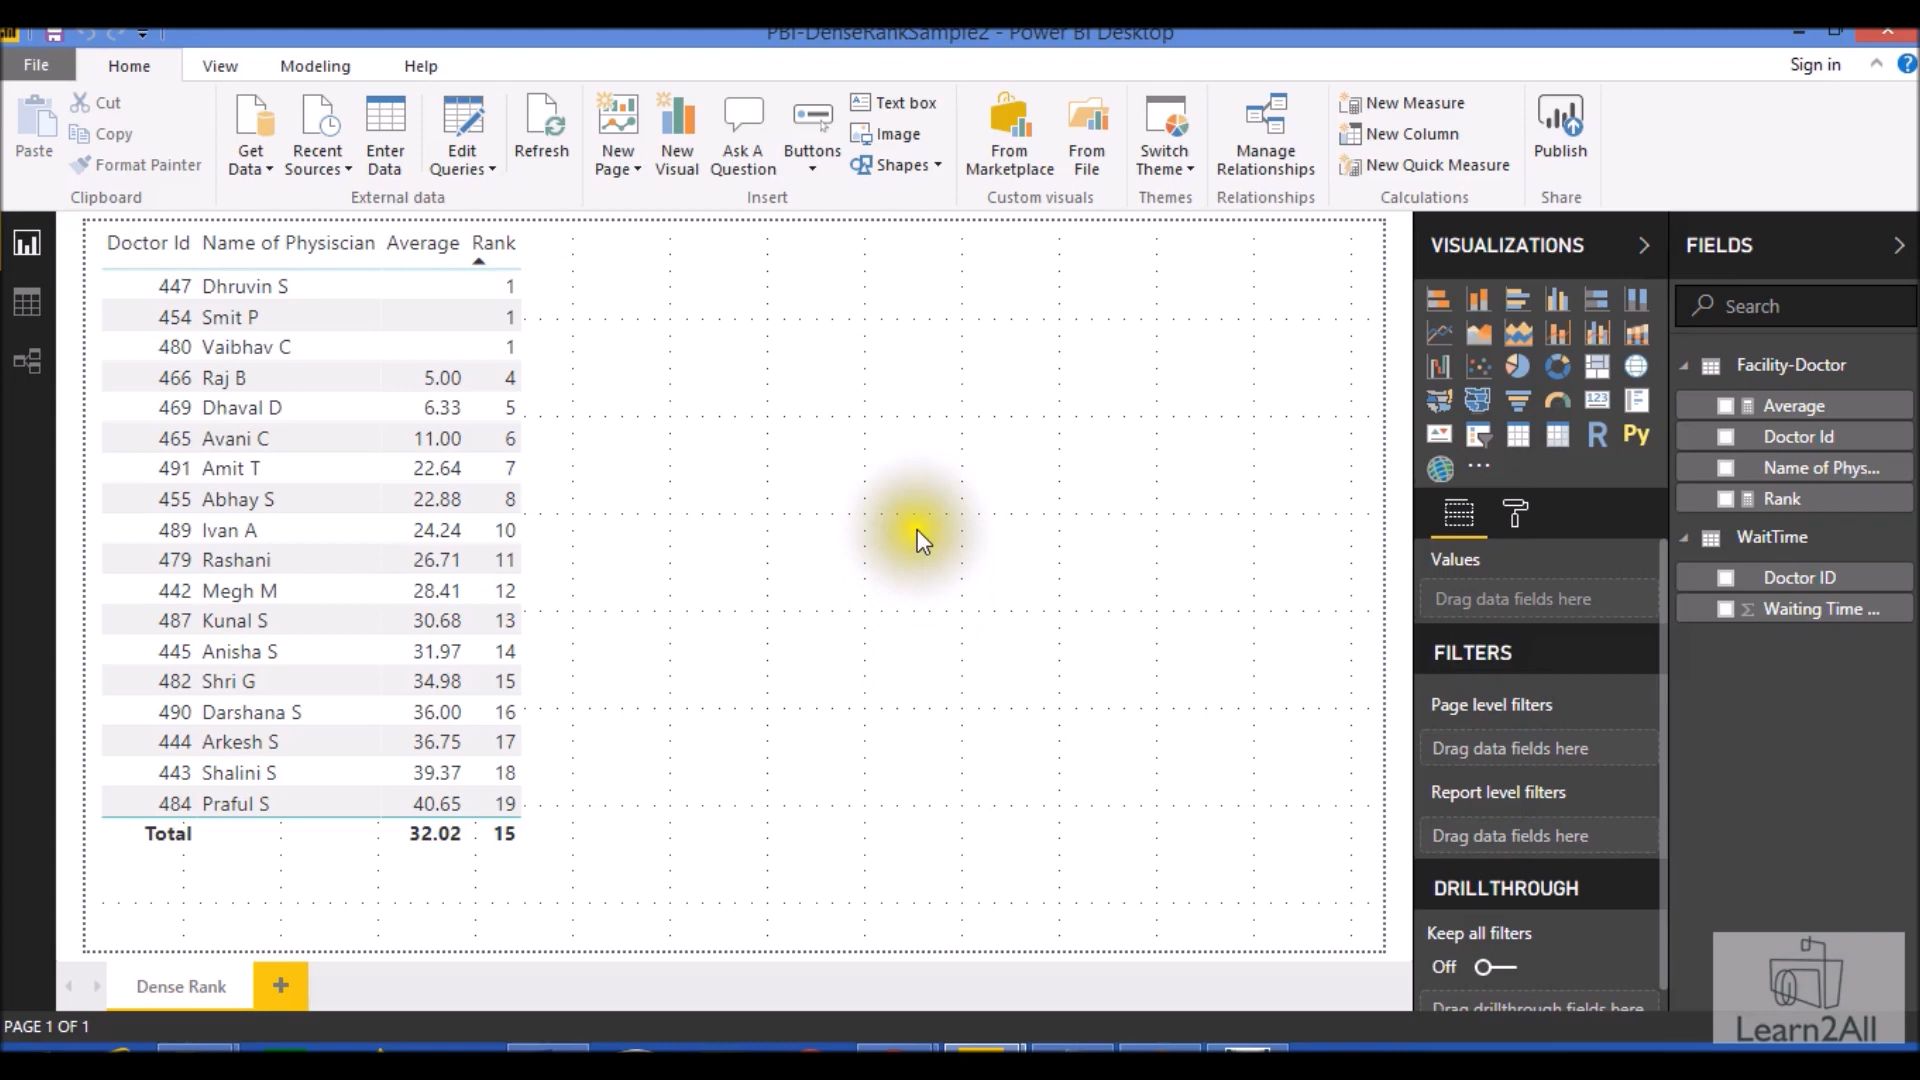 PBI-DenseRankSample2 - Power BI Desktop
File Home View Modeling Help Sign in
Paste
Cut
Copy
Format Painter
Clipboard
Get Data
Recent Sources
Enter Data
Edit Queries
External data
Refresh
New Page
New Visual
Ask A Question
Buttons
Text box
Image
Shapes
Insert
From Marketplace
From File
Custom visuals
Switch Theme
Themes
Manage Relationships
Relationships
New Measure
New Column
New Quick Measure
Calculations
Publish
Share
Doctor Id Name of Physiscian Average Rank
447 Dhruvin S 1
454 Smit P 1
480 Vaibhav C 1
466 Raj B 5.00 4
469 Dhaval D 6.33 5
465 Avani C 11.00 6
491 Amit T 22.64 7
455 Abhay S 22.88 8
489 Ivan A 24.24 10
479 Rashani 26.71 11
442 Megh M 28.41 12
487 Kunal S 30.68 13
445 Anisha S 31.97 14
482 Shri G 34.98 15
490 Darshana S 36.00 16
444 Arkesh S 36.75 17
443 Shalini S 39.37 18
484 Praful S 40.65 19
Total 32.02 15
VISUALIZATIONS
123
R
Py
Values
Drag data fields here
FILTERS
Page level filters
Drag data fields here
Report level filters
Drag data fields here
DRILLTHROUGH
Keep all filters
Off
Drag drillthrough fields here
FIELDS
Search
Facility-Doctor
Average
Doctor Id
Name of Phys...
Rank
WaitTime
Doctor ID
Waiting Time ...
Learn2All
Dense Rank
PAGE 1 OF 1